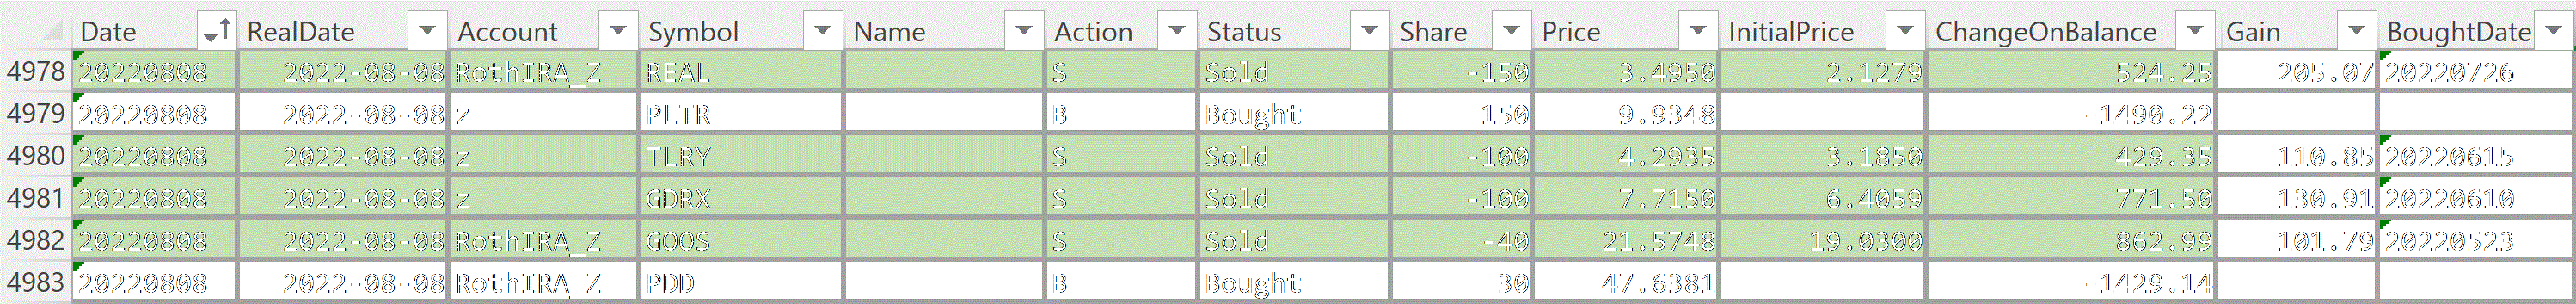 Date RealDate Account Symbol Name Action Status Share Price InitialPrice ChangeOnBalance Gain BoughtDate
4978 20220808 2022-08-08 RothIRA_Z REAL S Sold -150 3.4950 2.1279 524.25 205.07 20220726
4979 20220808 2022-08-08 z PLTR B Bought 150 9.9348 -1490.22
4980 20220808 2022-08-08 z TLRY S Sold -100 4.2935 3.1850 429.35 110.85 20220615
4981 20220808 2022-08-08 z GDRX S Sold -100 7.7150 6.4059 771.50 130.91 20220610
4982 20220808 2022-08-08 RothIRA_Z GOOS S Sold -40 21.5748 19.0300 862.99 101.79 20220523
4983 20220808 2022-08-08 RothIRA_Z PDD B Bought 30 47.6381 -1429.14